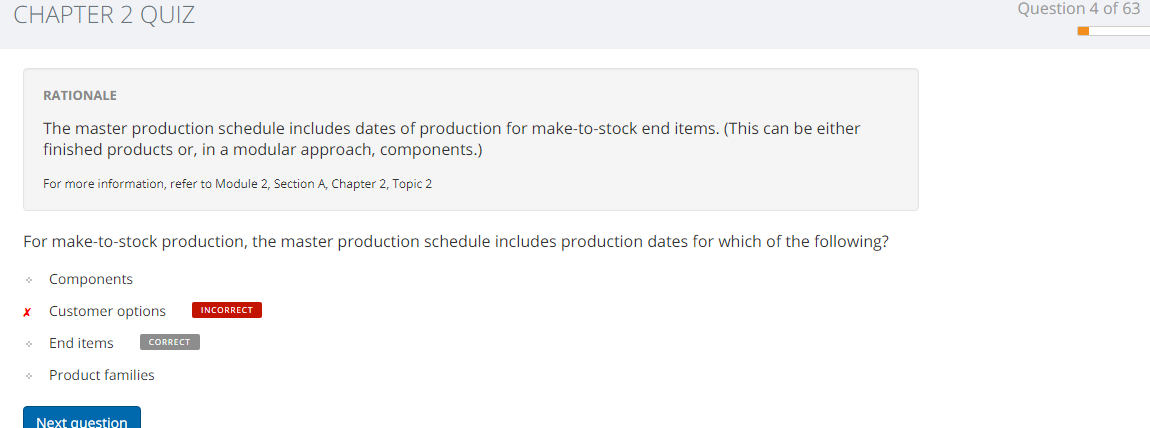 CHAPTER 2 QUIZ
Question 4 of 63
RATIONALE
The master production schedule includes dates of production for make-to-stock end items. (This can be either
finished products or, in a modular approach, components.)
For more information, refer to Module 2, Section A, Chapter 2, Topic 2
For make-to-stock production, the master production schedule includes production dates for which of the following?
Components
✗ Customer options INCORRECT
End items CORRECT
Product families
Next question